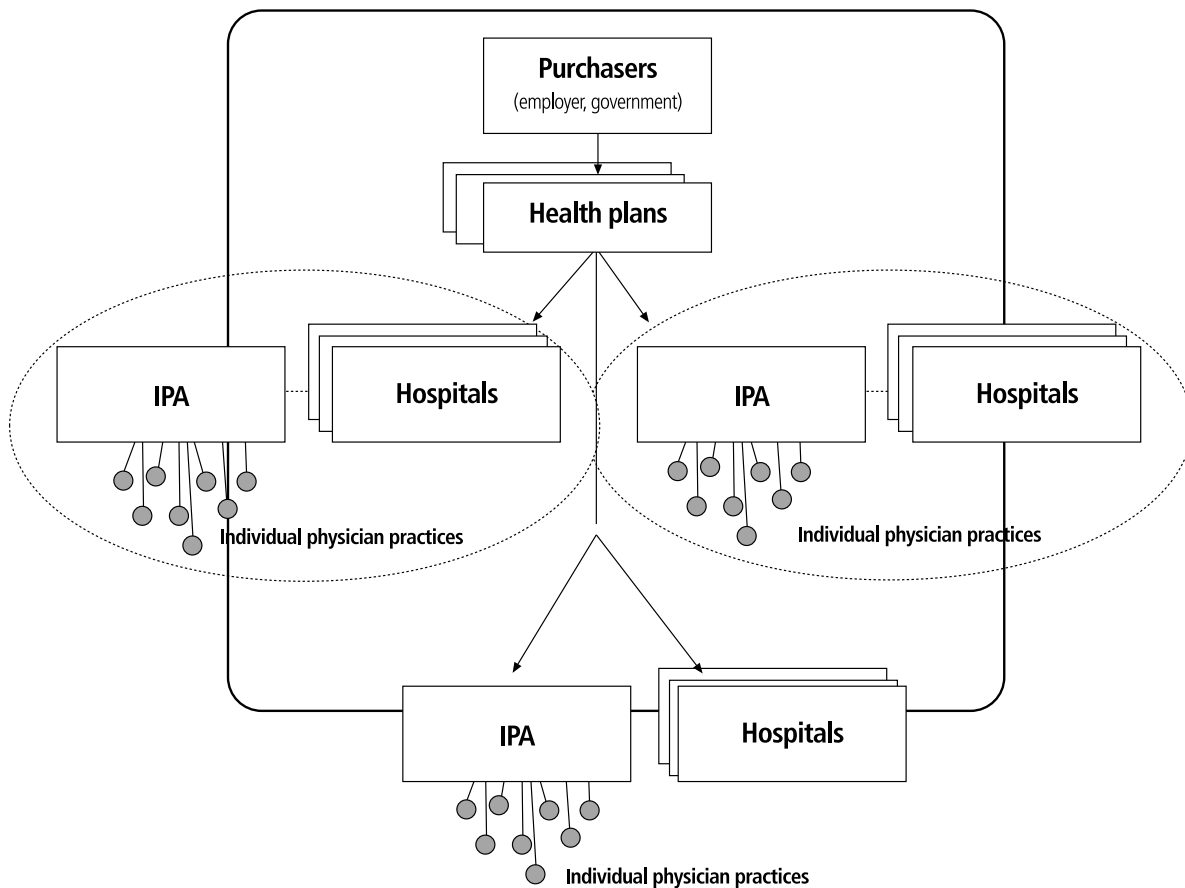 Purchasers
(employer, government)
Health plans
IPA
Hospitals
IPA
Hospitals
Individual physician practices
Individual physician practices
IPA
Hospitals
Individual physician practices